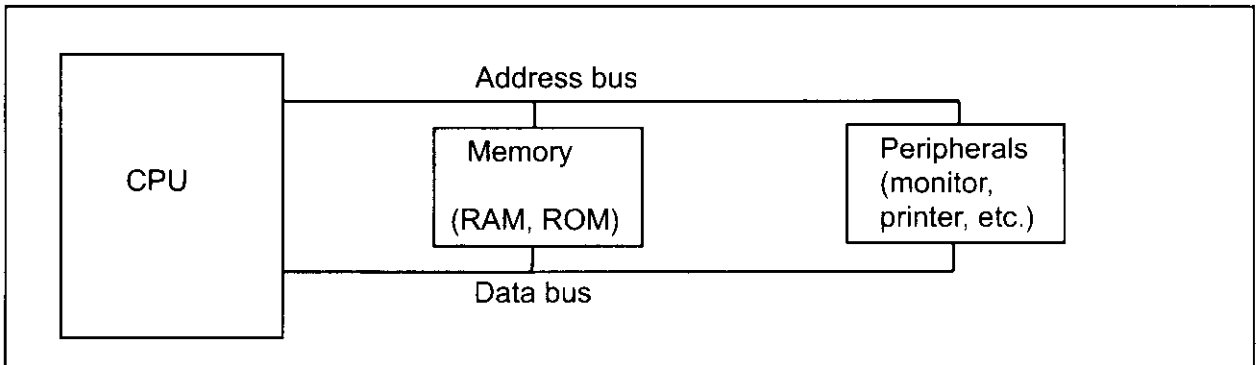 Address bus
CPU
Memory
(RAM, ROM)
Peripherals
(monitor,
printer, etc.)
Data bus